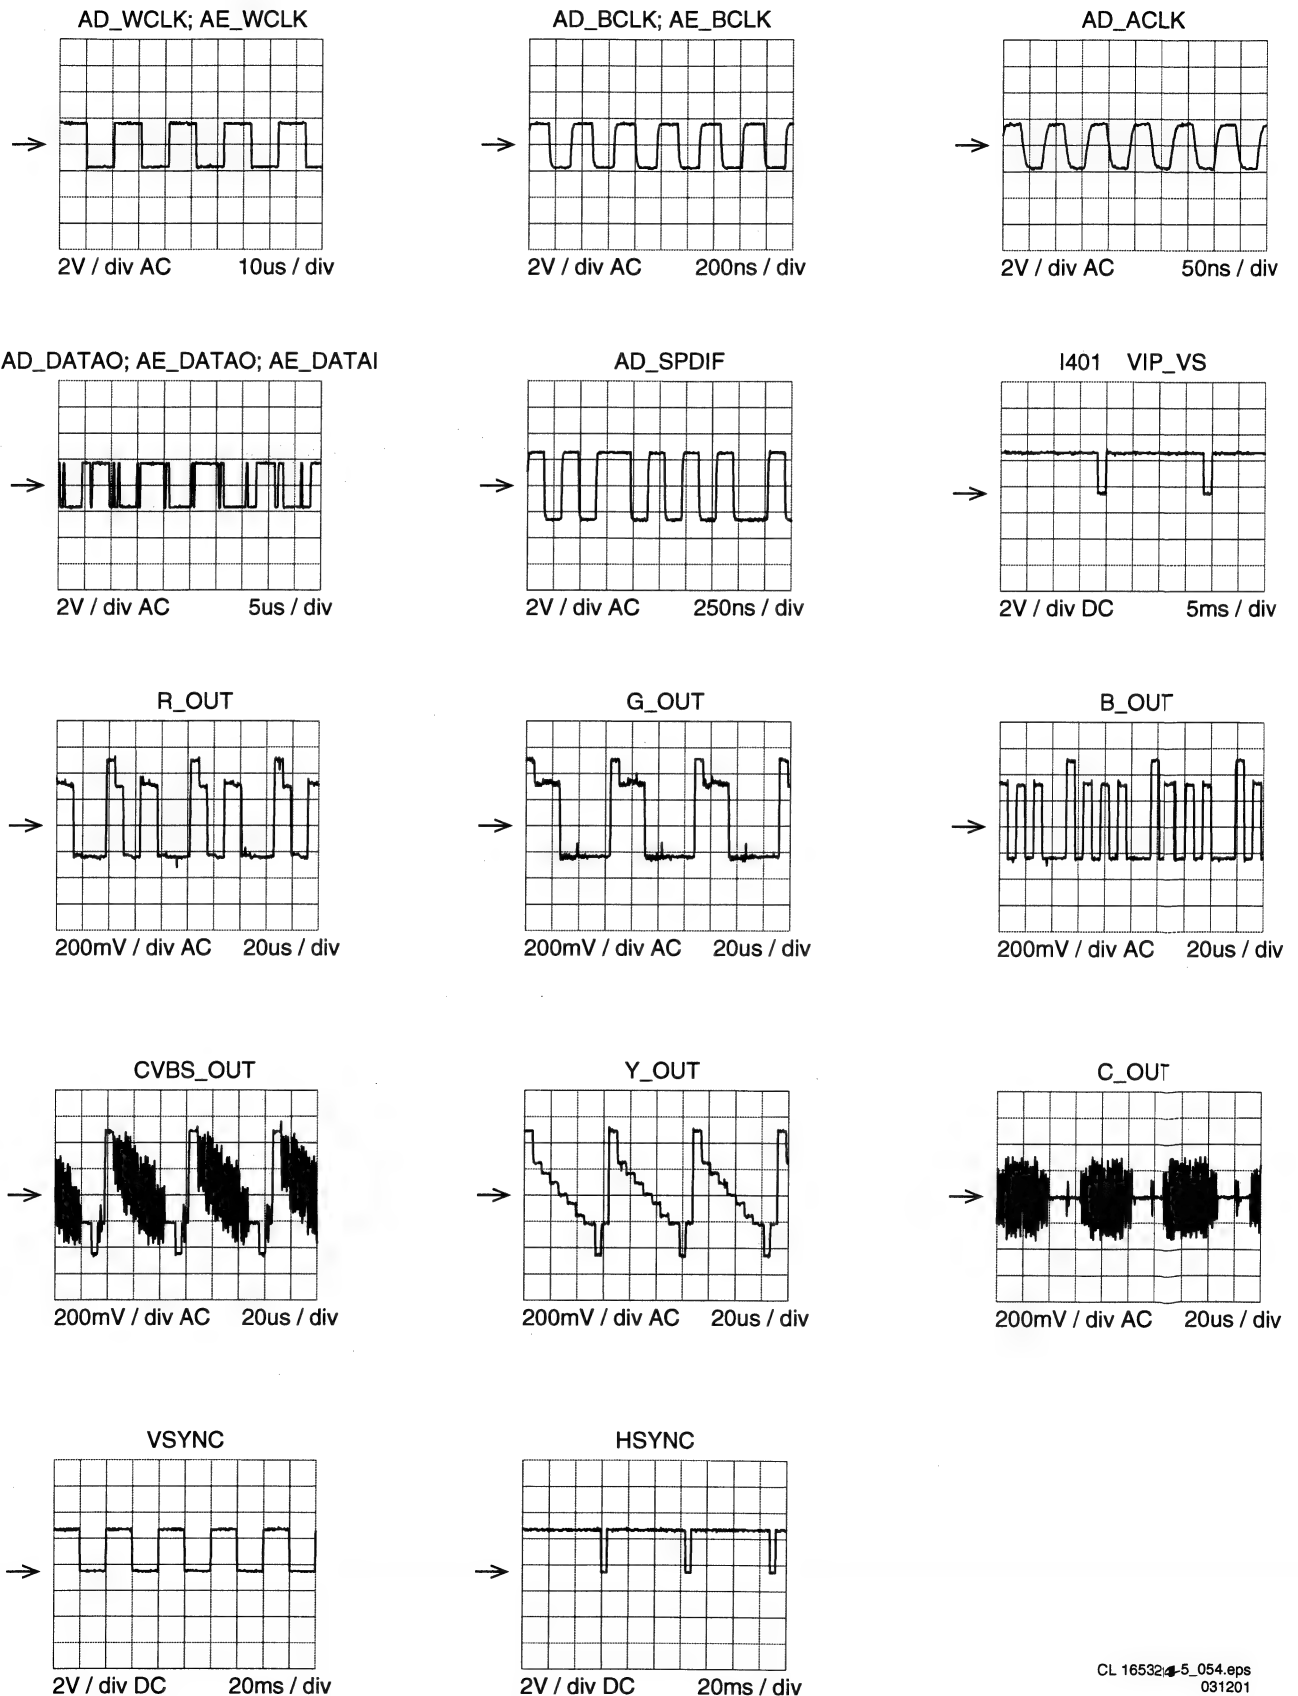 AD_WCLK; AE_WCLK
AD_BCLK; AE_BCLK
AD_ACLK
2V / div AC 10us / div
2V / div AC 200ns / div
2V / div AC 50ns / div
AD_DATAO; AE_DATAO; AE_DATAI
AD_SPDIF
I401 VIP_VS
2V / div AC 5us / div
2V / div AC 250ns / div
2V / div DC 5ms / div
R_OUT
G_OUT
B_OUT
200mV / div AC 20us / div
200mV / div AC 20us / div
200mV / div AC 20us / div
CVBS_OUT
Y_OUT
C_OUT
200mV / div AC 20us / div
200mV / div AC 20us / div
200mV / div AC 20us / div
VSYNC
HSYNC
2V / div DC 20ms / div
2V / div DC 20ms / div
031201